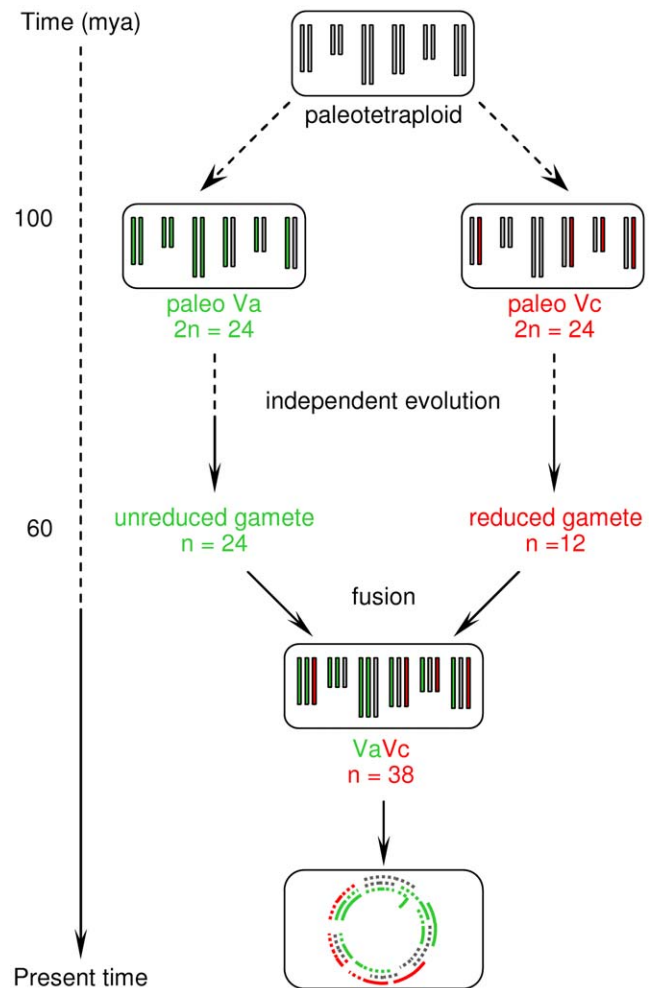 Time (mya)
paleotetraploid
100
paleo Va
2n = 24
paleo Vc
2n = 24
independent evolution
60
unreduced gamete
n = 24
reduced gamete
n =12
fusion
VaVc
n = 38
Present time